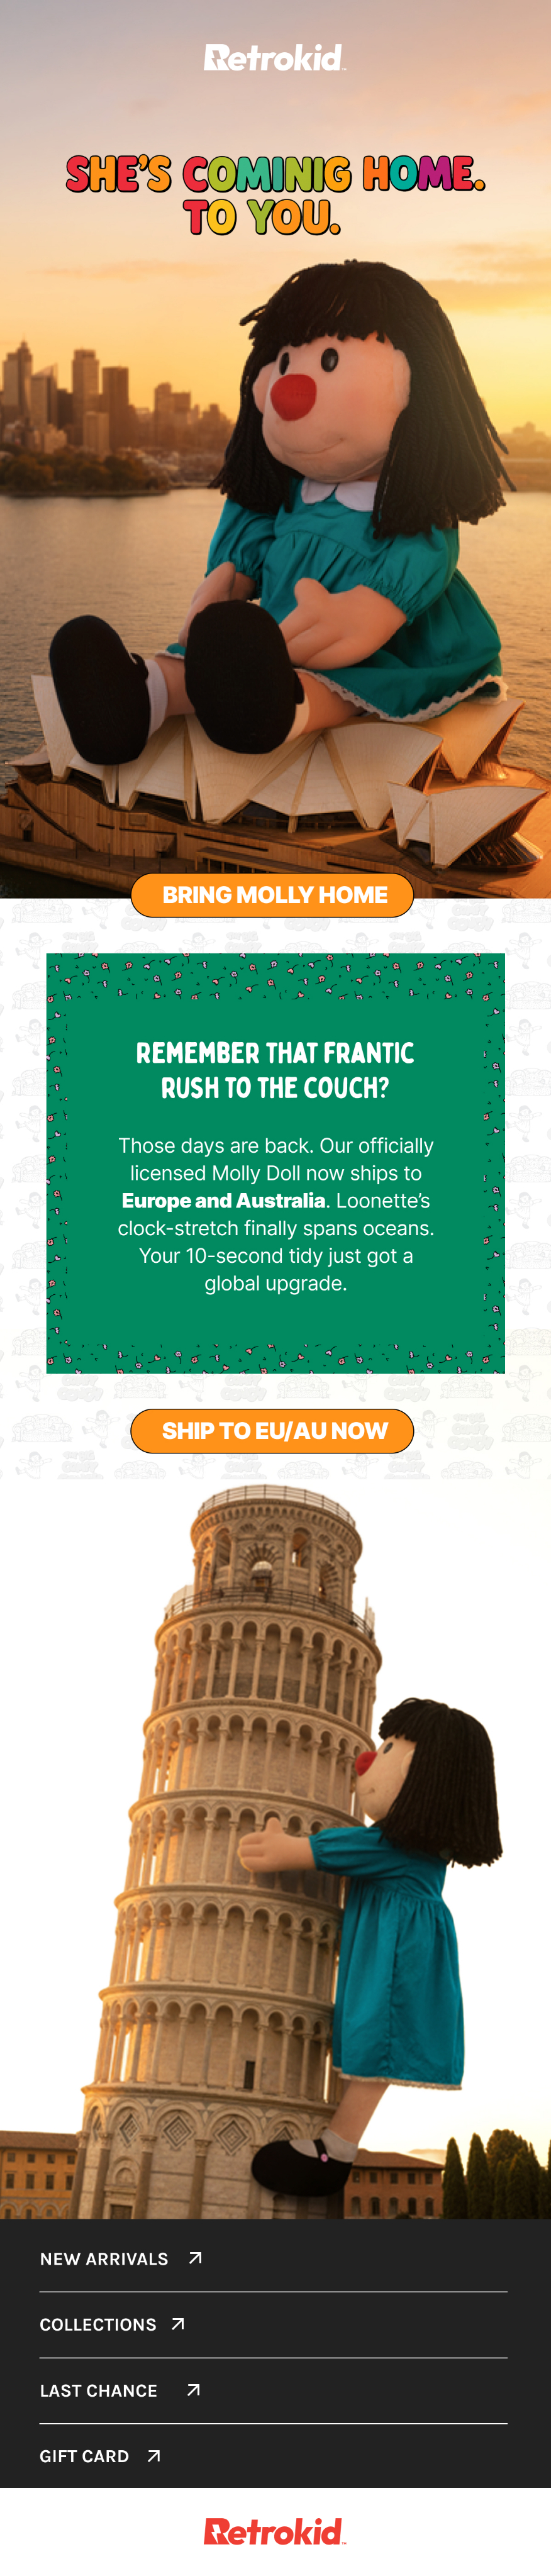 Retrokid
SHE'S COMINIG HOME.
TO YOU.
BRING MOLLY HOME
REMEMBER THAT FRANTIC
RUSH TO THE COUCH?
Those days are back. Our officially
licensed Molly Doll now ships to
Europe and Australia. Loonette's
clock-stretch finally spans oceans.
Your 10-second tidy just got a
global upgrade.
SHIP TO EU/AU NOW
NEW ARRIVALS
COLLECTIONS
LAST CHANCE
GIFT CARD
Retrokid